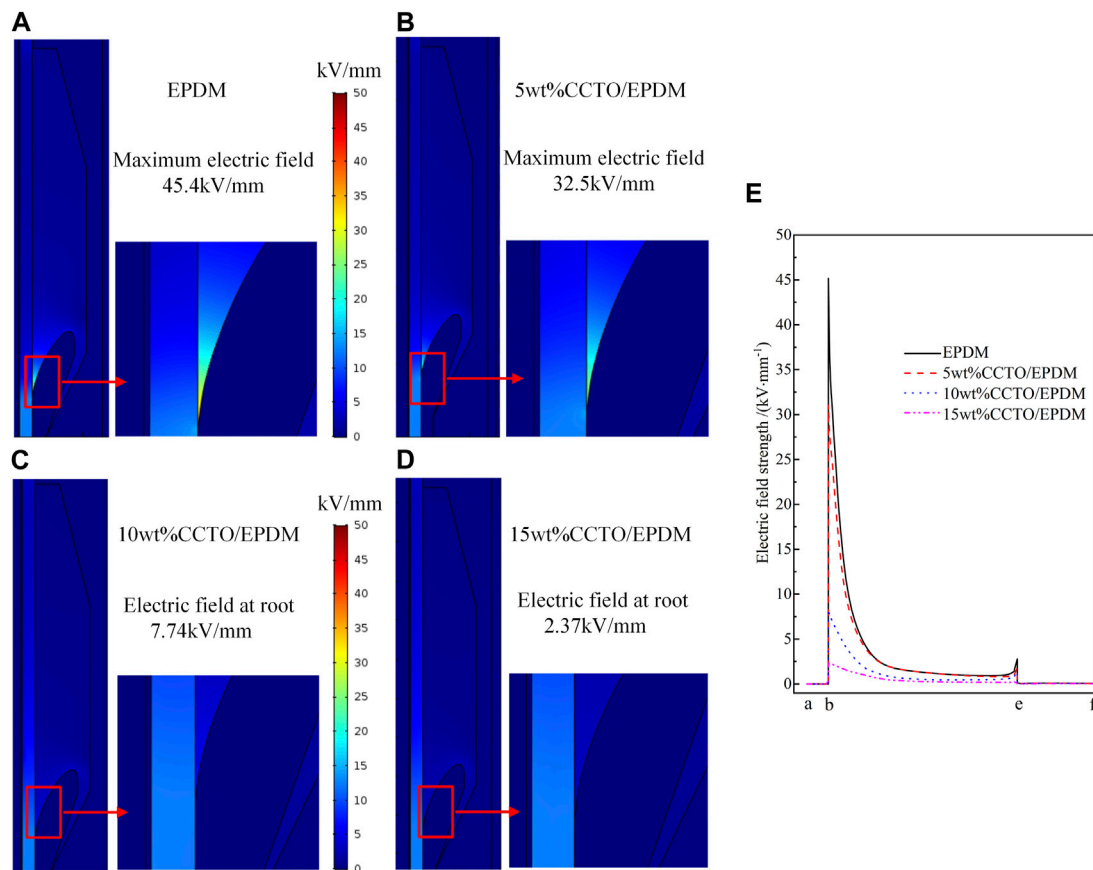 A
kV/mm
EPDM
Maximum electric field
45.4kV/mm
50
45
40
35
30
25
20
15
10
5
0
B
5wt%CCTO/EPDM
Maximum electric field
32.5kV/mm
C
kV/mm
10wt%CCTO/EPDM
Electric field at root
7.74kV/mm
50
45
40
35
30
25
20
15
10
5
0
D
15wt%CCTO/EPDM
Electric field at root
2.37kV/mm
E
Electric field strength /(kV·mm⁻¹)
50
45
40
35
30
25
20
15
10
5
0
EPDM
5wt%CCTO/EPDM
10wt%CCTO/EPDM
15wt%CCTO/EPDM
a b e f